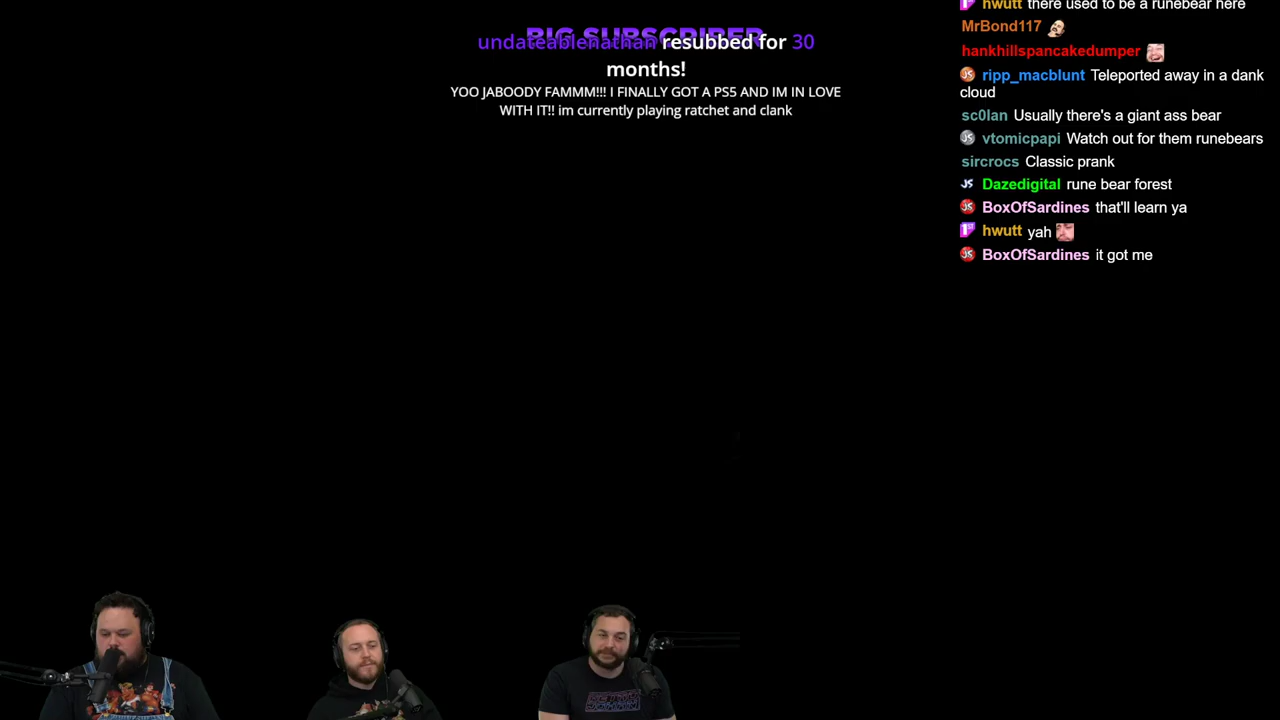 BIG SUBSCRIBER
undateablenathan resubbed for 30
months!
YOO JABOODY FAMMM!!! I FINALLY GOT A PS5 AND IM IN LOVE
WITH IT!! im currently playing ratchet and clank
hwutt there used to be a runebear here
MrBond117
hankhillspancakedumper
ripp_macblunt Teleported away in a dank
cloud
sc0lan Usually there's a giant ass bear
vtomicpapi Watch out for them runebears
sircrocs Classic prank
Dazedigital rune bear forest
BoxOfSardines that'll learn ya
hwutt yah
BoxOfSardines it got me